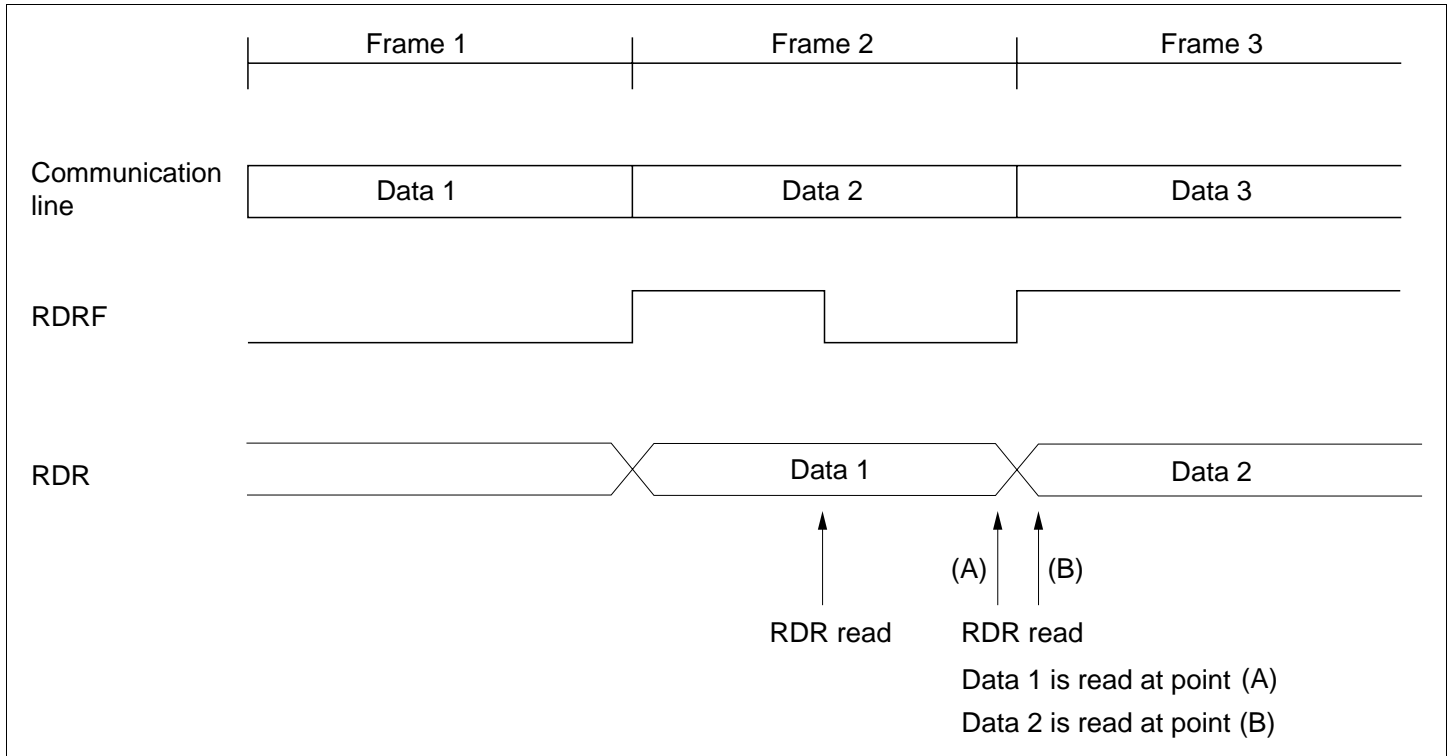 Frame 1 Frame 2 Frame 3
Communication
line
Data 1 Data 2 Data 3
RDRF
RDR
Data 1 Data 2
(A) (B)
RDR read RDR read
Data 1 is read at point (A)
Data 2 is read at point (B)